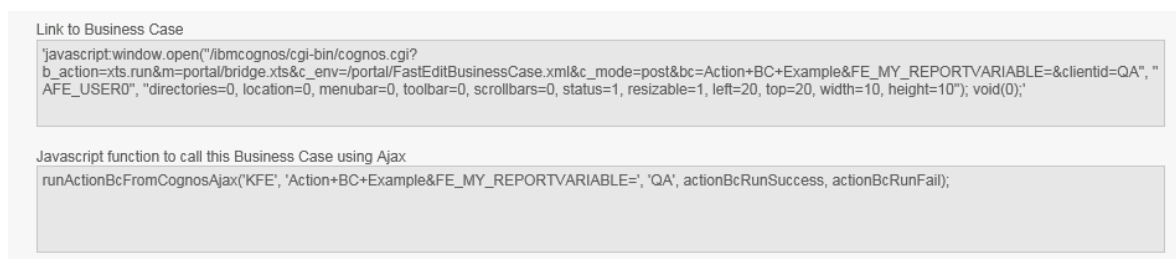 Link to Business Case
'javascript:window.open("/ibmcognos/cgi-bin/cognos.cgi?
b_action=xts.run&m=portal/bridge.xts&c_env=/portal/FastEditBusinessCase.xml&c_mode=post&bc=Action+BC+Example&FE_MY_REPORTVARIABLE=&clientid=QA", "
AFE_USER0", "directories=0, location=0, menubar=0, toolbar=0, scrollbars=0, status=1, resizable=1, left=20, top=20, width=10, height=10"); void(0);'
Javascript function to call this Business Case using Ajax
runActionBcFromCognosAjax('KFE', 'Action+BC+Example&FE_MY_REPORTVARIABLE=', 'QA', actionBcRunSuccess, actionBcRunFail);